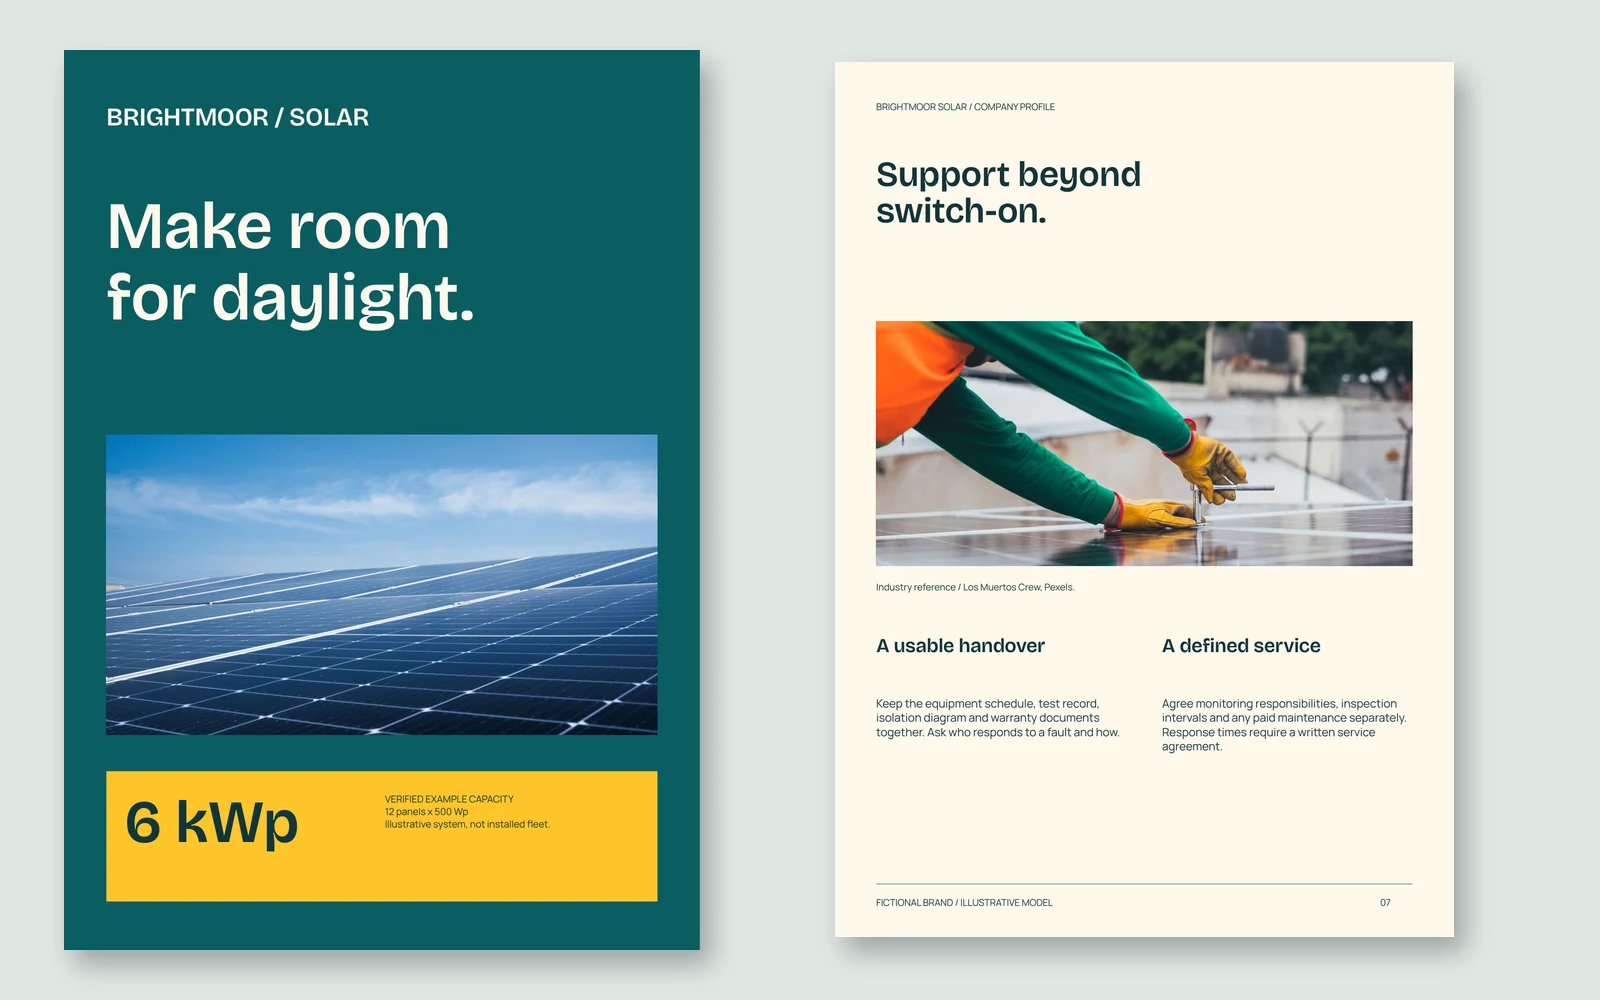 BRIGHTMOOR / SOLAR
Make room
for daylight.
6 kWp
VERIFIED EXAMPLE CAPACITY
12 panels x 500 Wp
Illustrative system, not installed fleet.
BRIGHTMOOR SOLAR / COMPANY PROFILE
Support beyond
switch-on.
Industry reference / Los Muertos Crew, Pexels.
A usable handover
Keep the equipment schedule, test record,
isolation diagram and warranty documents
together. Ask who responds to a fault and how.
A defined service
Agree monitoring responsibilities, inspection
intervals and any paid maintenance separately.
Response times require a written service
agreement.
FICTIONAL BRAND / ILLUSTRATIVE MODEL
07